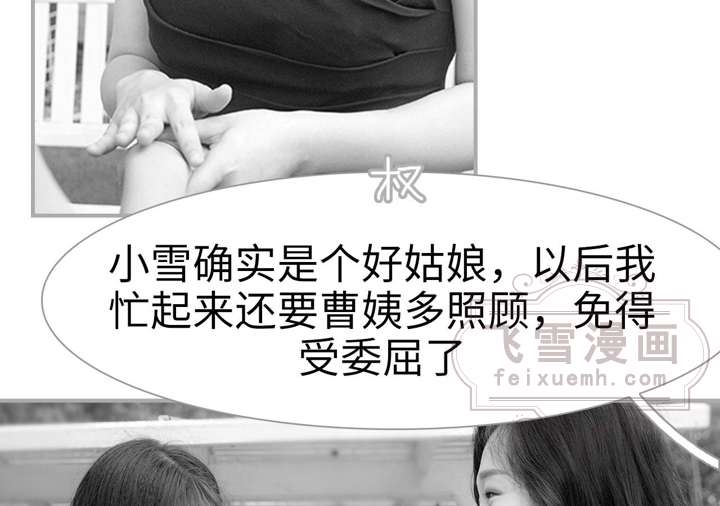 权
小雪确实是个好姑娘，以后我
忙起来还要曹姨多照顾，免得
受委屈了
飞雪漫画
feixuemh.com